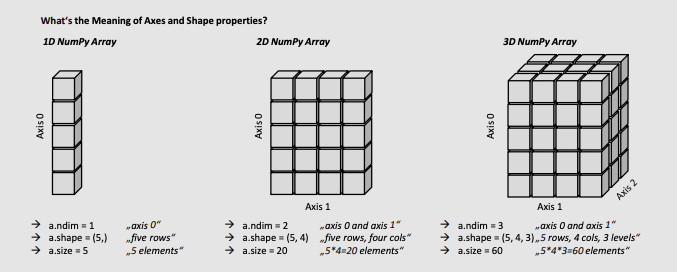 What's the Meaning of Axes and Shape properties?
1D NumPy Array
Axis 0
→ a.ndim = 1 „axis 0“
→ a.shape = (5,) „five rows“
→ a.size = 5 „5 elements“
2D NumPy Array
Axis 0
Axis 1
→ a.ndim = 2 „axis 0 and axis 1“
→ a.shape = (5, 4) „five rows, four cols“
→ a.size = 20 „5*4=20 elements“
3D NumPy Array
Axis 0
Axis 1
Axis 2
→ a.ndim = 3 „axis 0 and axis 1“
→ a.shape = (5, 4, 3) „5 rows, 4 cols, 3 levels“
→ a.size = 60 „5*4*3=60 elements“